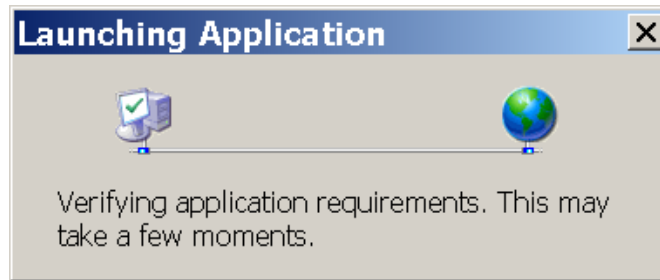 Launching Application
Verifying application requirements. This may
take a few moments.